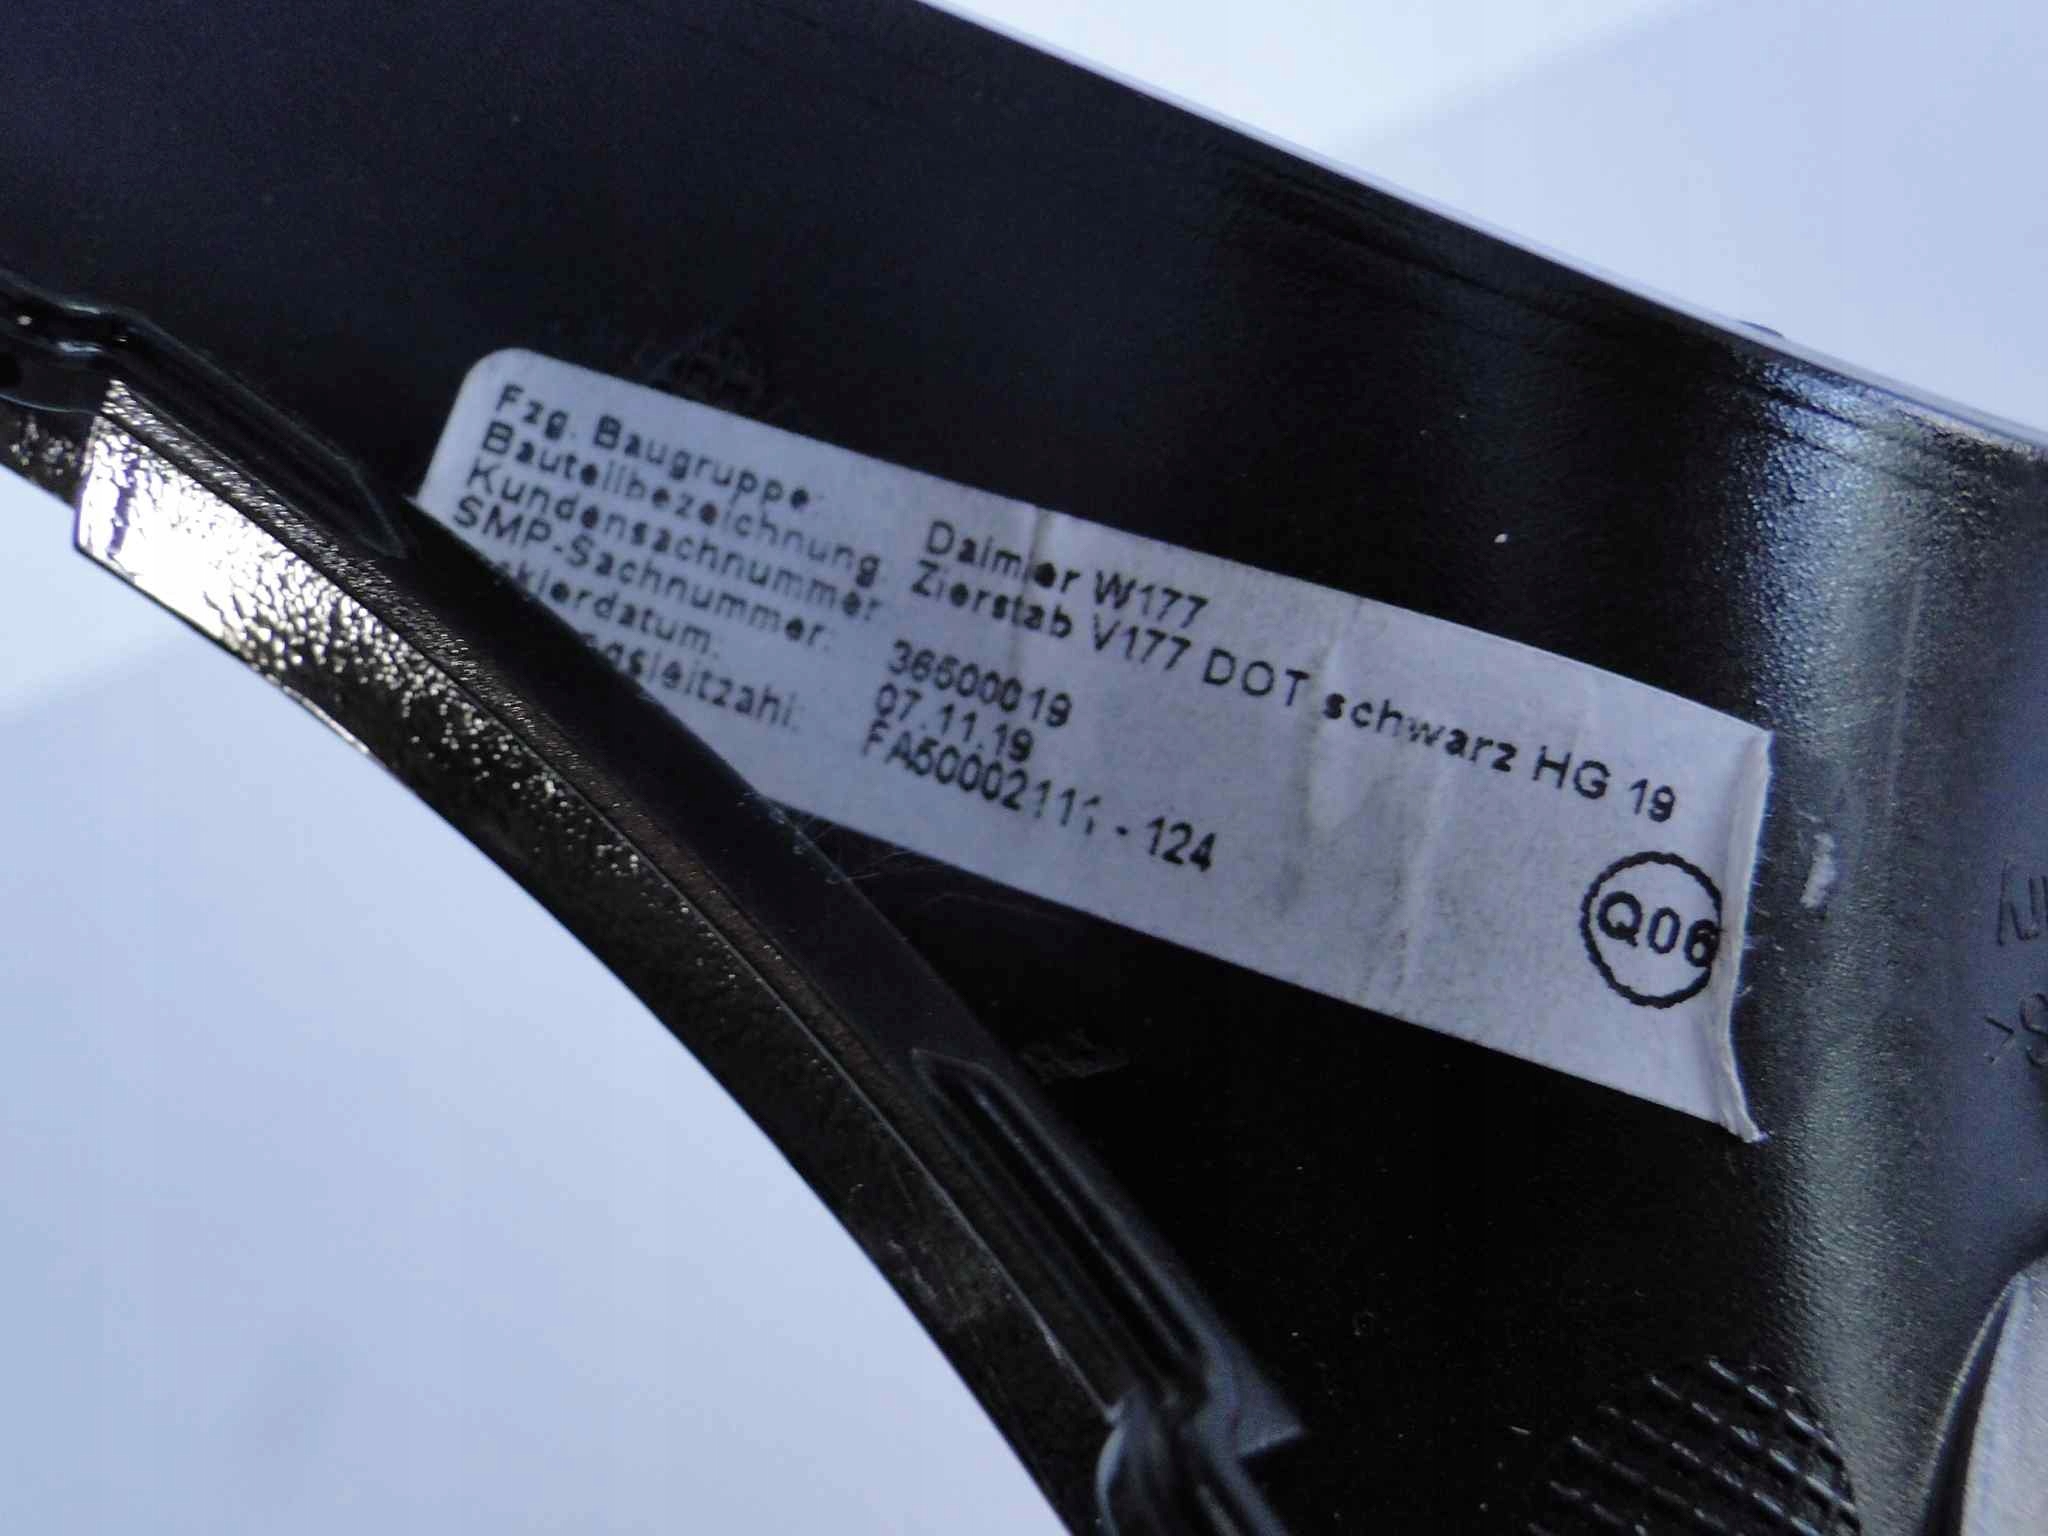 Fzg. Baugruppe: Daimler W177
Bauteilbezeichnung: Zierstab V177 DOT schwarz HG 19
Kundensachnummer:
SMP-Sachnummer: 36500019
07.11.19
FA50002111 - 124
Q06